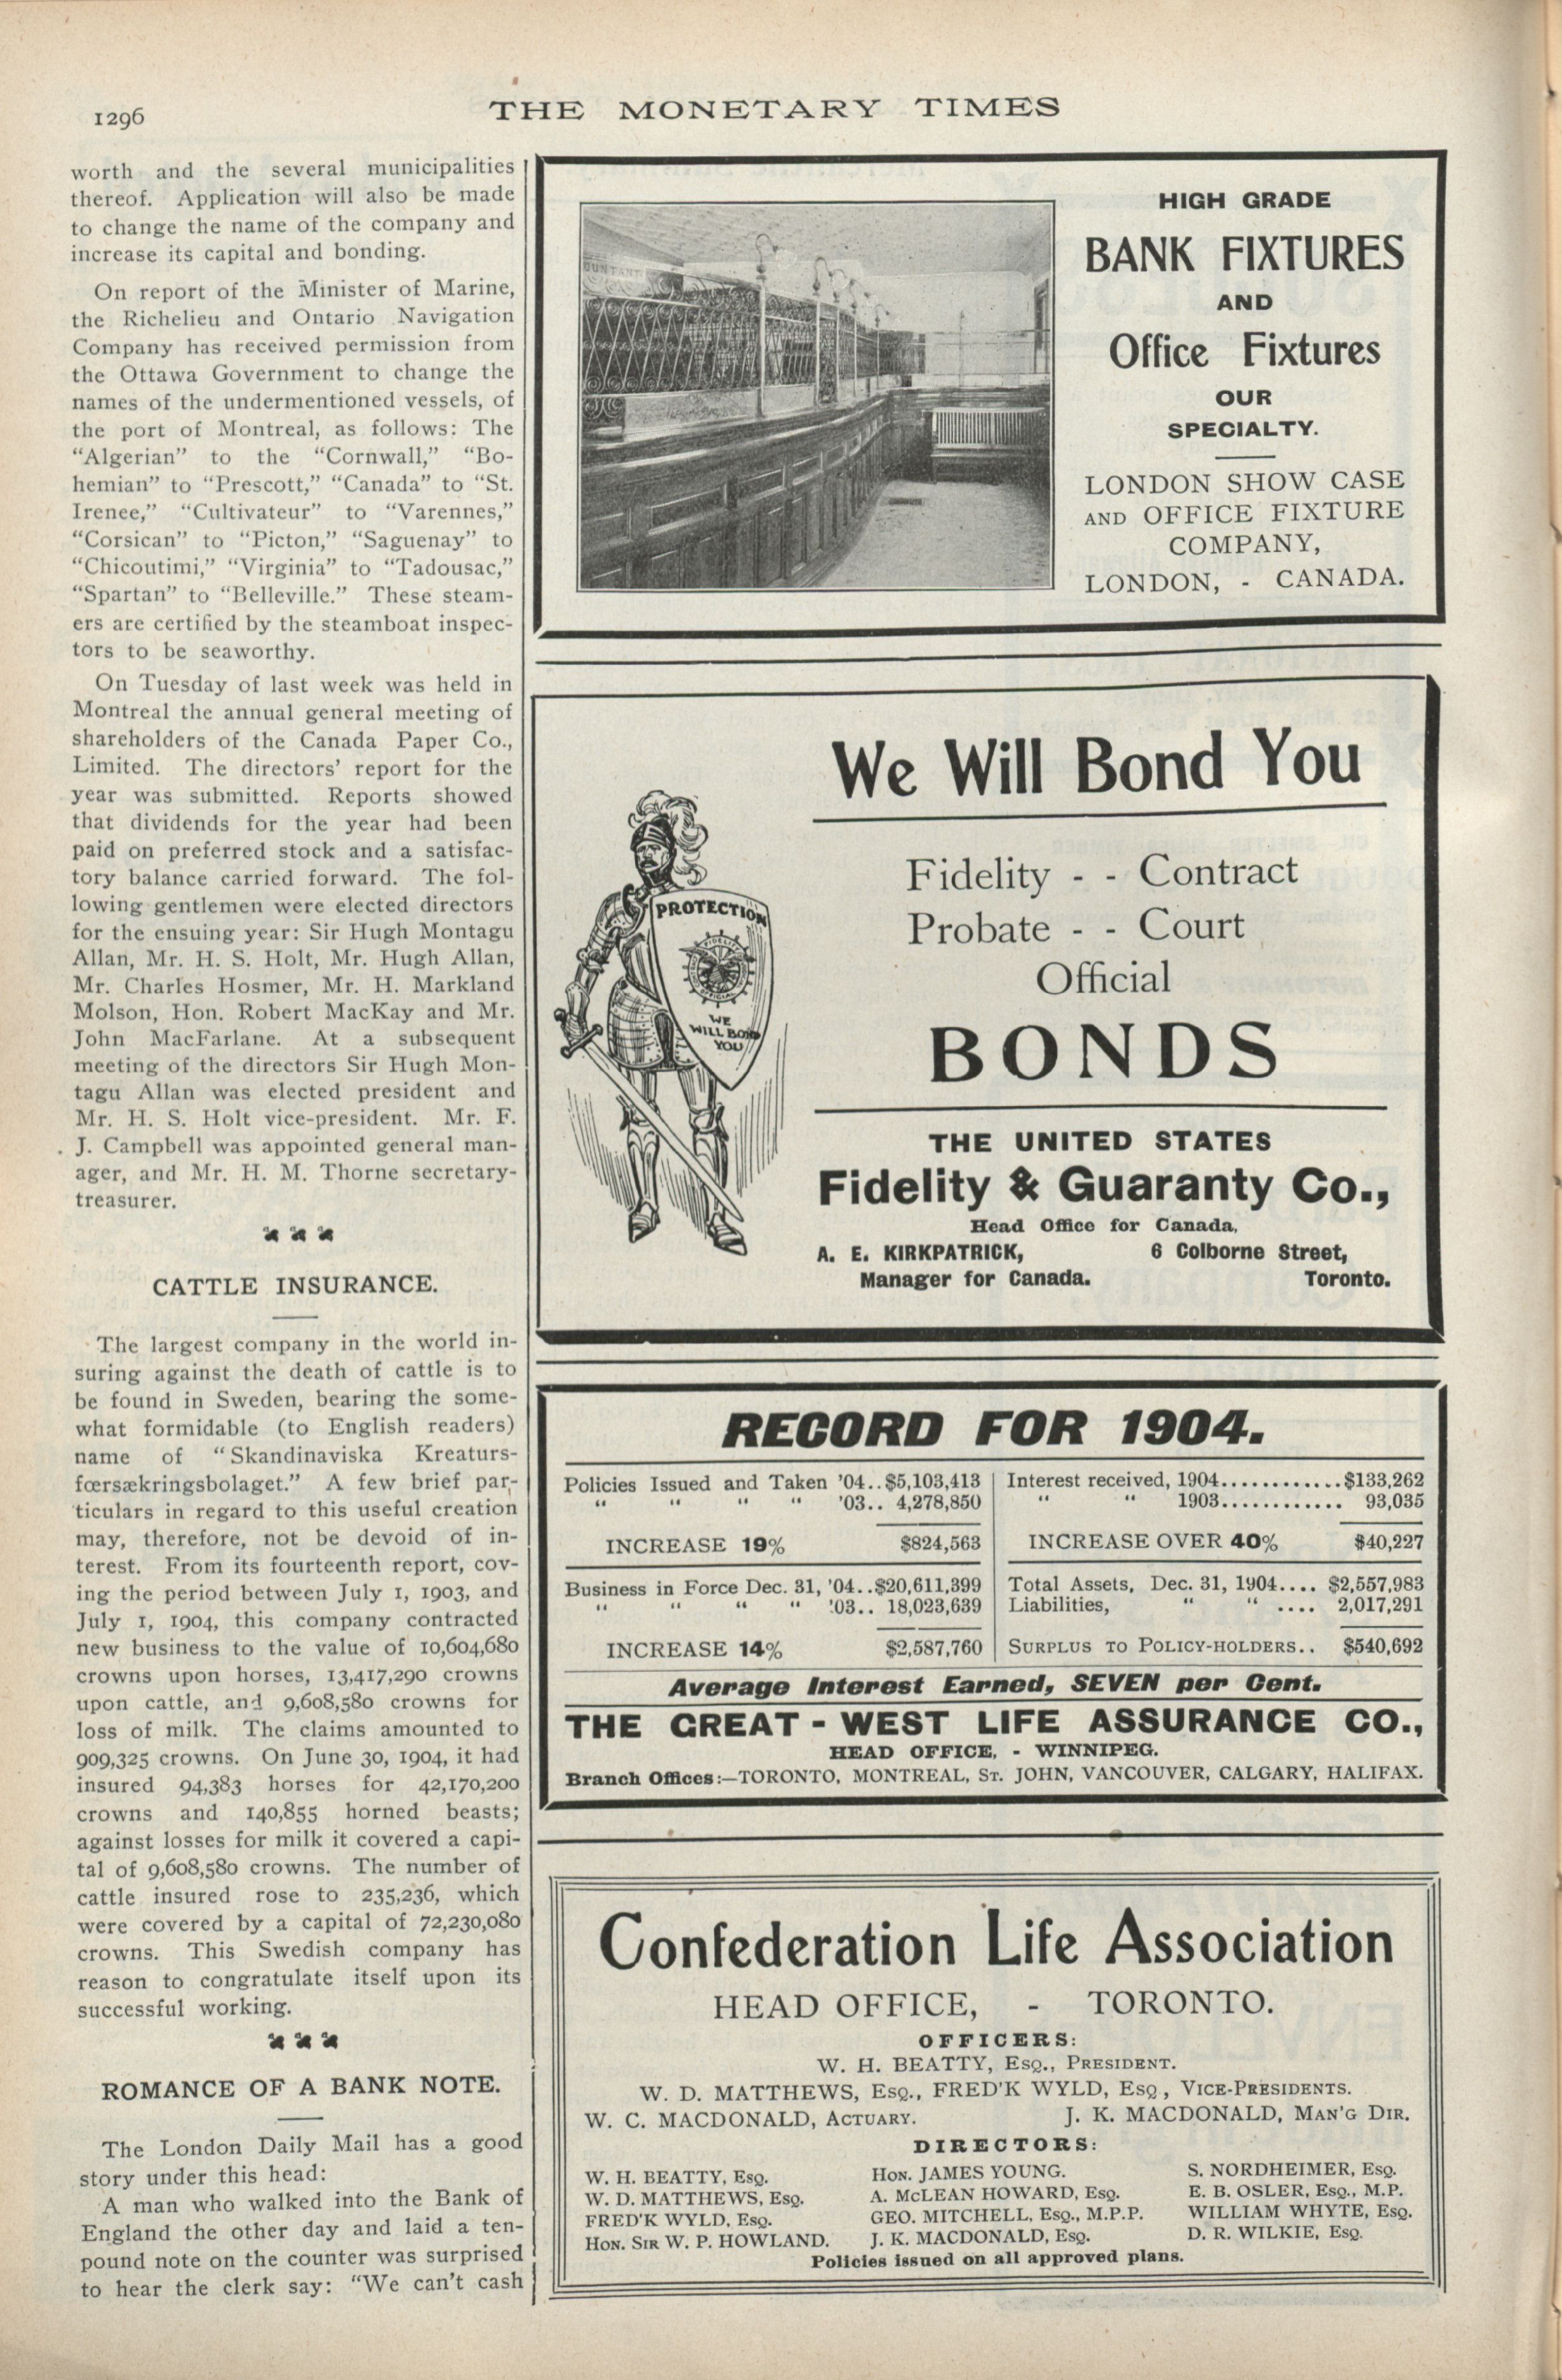 1296
THE MONETARY TIMES
worth and the several municipalities
thereof. Application will also be made
to change the name of the company and
increase its capital and bonding.
On report of the Minister of Marine,
the Richelieu and Ontario Navigation
Company has received permission from
the Ottawa Government to change the
names of the undermentioned vessels, of
the port of Montreal, as follows: The
“Algerian” to the “Cornwall,” “Bo-
hemian” to “Prescott,” “Canada” to “St.
Irenee,” “Cultivateur” to “Varennes,”
“Corsican” to “Picton,” “Saguenay” to
“Chicoutimi,” “Virginia” to “Tadousac,”
“Spartan” to “Belleville.” These steam-
ers are certified by the steamboat inspec-
tors to be seaworthy.
On Tuesday of last week was held in
Montreal the annual general meeting of
shareholders of the Canada Paper Co.,
Limited. The directors’ report for the
year was submitted. Reports showed
that dividends for the year had been
paid on preferred stock and a satisfac-
tory balance carried forward. The fol-
lowing gentlemen were elected directors
for the ensuing year: Sir Hugh Montagu
Allan, Mr. H. S. Holt, Mr. Hugh Allan,
Mr. Charles Hosmer, Mr. H. Markland
Molson, Hon. Robert MacKay and Mr.
John MacFarlane. At a subsequent
meeting of the directors Sir Hugh Mon-
tagu Allan was elected president and
Mr. H. S. Holt vice-president. Mr. F.
J. Campbell was appointed general man-
ager, and Mr. H. M. Thorne secretary-
treasurer.
CATTLE INSURANCE.
The largest company in the world in-
suring against the death of cattle is to
be found in Sweden, bearing the some-
what formidable (to English readers)
name of “Skandinaviska Kreaturs-
fœrsækringsbolaget.” A few brief par-
ticulars in regard to this useful creation
may, therefore, not be devoid of in-
terest. From its fourteenth report, cov-
ing the period between July 1, 1903, and
July 1, 1904, this company contracted
new business to the value of 10,604,680
crowns upon horses, 13,417,290 crowns
upon cattle, and 9,608,580 crowns for
loss of milk. The claims amounted to
909,325 crowns. On June 30, 1904, it had
insured 94,383 horses for 42,170,200
crowns and 140,855 horned beasts;
against losses for milk it covered a capi-
tal of 9,608,580 crowns. The number of
cattle insured rose to 235,236, which
were covered by a capital of 72,230,080
crowns. This Swedish company has
reason to congratulate itself upon its
successful working.
ROMANCE OF A BANK NOTE.
The London Daily Mail has a good
story under this head:
A man who walked into the Bank of
England the other day and laid a ten-
pound note on the counter was surprised
to hear the clerk say: “We can’t cash
HIGH GRADE
BANK FIXTURES
AND
Office Fixtures
OUR
SPECIALTY.
LONDON SHOW CASE
AND OFFICE FIXTURE
COMPANY,
LONDON, - CANADA.
We Will Bond You
PROTECTION
FIDELITY
WE
WILL BOND
YOU
Fidelity - - Contract
Probate - - Court
Official
BONDS
THE UNITED STATES
Fidelity & Guaranty Co.,
Head Office for Canada,
A. E. KIRKPATRICK, 6 Colborne Street,
Manager for Canada. Toronto.
RECORD FOR 1904.
Policies Issued and Taken ’04..$5,103,413
“ “ “ “ ’03.. 4,278,850
INCREASE 19% $824,563
Business in Force Dec. 31, ’04..$20,611,399
“ “ “ “ ’03.. 18,023,639
INCREASE 14% $2,587,760
Interest received, 1904............$133,262
“ “ 1903............ 93,035
INCREASE OVER 40% $40,227
Total Assets, Dec. 31, 1904.... $2,557,983
Liabilities, “ “ .... 2,017,291
SURPLUS TO POLICY-HOLDERS.. $540,692
Average Interest Earned, SEVEN per Cent.
THE GREAT-WEST LIFE ASSURANCE CO.,
HEAD OFFICE, - WINNIPEG.
Branch Offices:—TORONTO, MONTREAL, ST. JOHN, VANCOUVER, CALGARY, HALIFAX.
Confederation Life Association
HEAD OFFICE, - TORONTO.
OFFICERS:
W. H. BEATTY, ESQ., PRESIDENT.
W. D. MATTHEWS, ESQ., FRED’K WYLD, ESQ., VICE-PRESIDENTS.
W. C. MACDONALD, ACTUARY. J. K. MACDONALD, MAN’G DIR.
DIRECTORS:
W. H. BEATTY, ESQ. HON. JAMES YOUNG. S. NORDHEIMER, ESQ.
W. D. MATTHEWS, ESQ. A. McLEAN HOWARD, ESQ. E. B. OSLER, ESQ., M.P.
FRED’K WYLD, ESQ. GEO. MITCHELL, ESQ., M.P.P. WILLIAM WHYTE, ESQ.
HON. SIR W. P. HOWLAND. J. K. MACDONALD, ESQ. D. R. WILKIE, ESQ.
Policies issued on all approved plans.